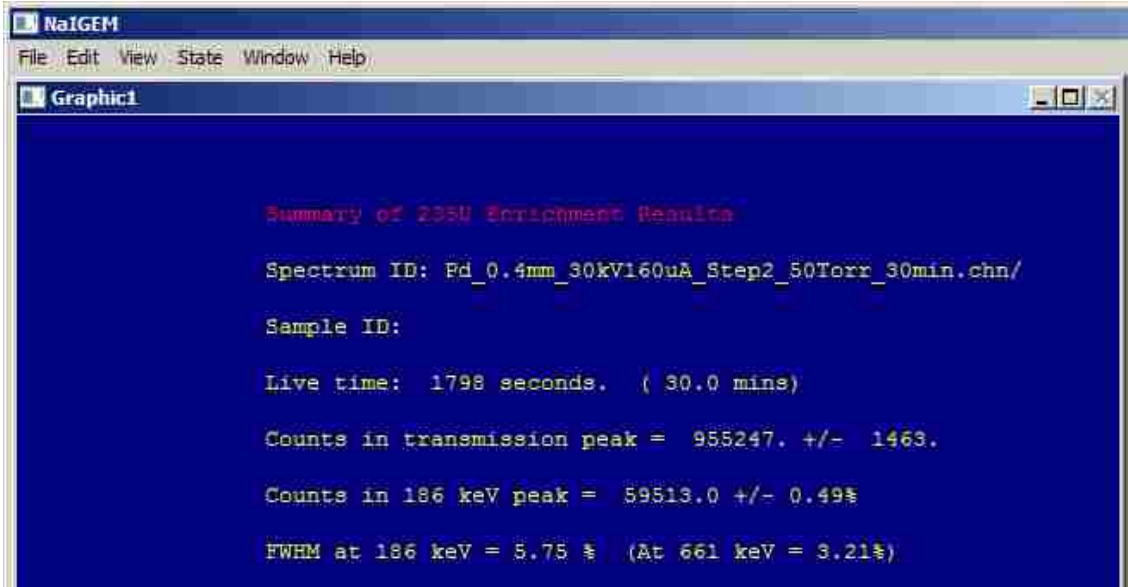 NaIGEM
File Edit View State Window Help
Graphic1
Summary of 235U Enrichment Results
Spectrum ID: Pd_0.4mm_30kV160uA_Step2_50Torr_30min.chn/
Sample ID:
Live time: 1798 seconds. ( 30.0 mins)
Counts in transmission peak = 955247. +/- 1463.
Counts in 186 keV peak = 59513.0 +/- 0.49%
FWHM at 186 keV = 5.75 % (At 661 keV = 3.21%)